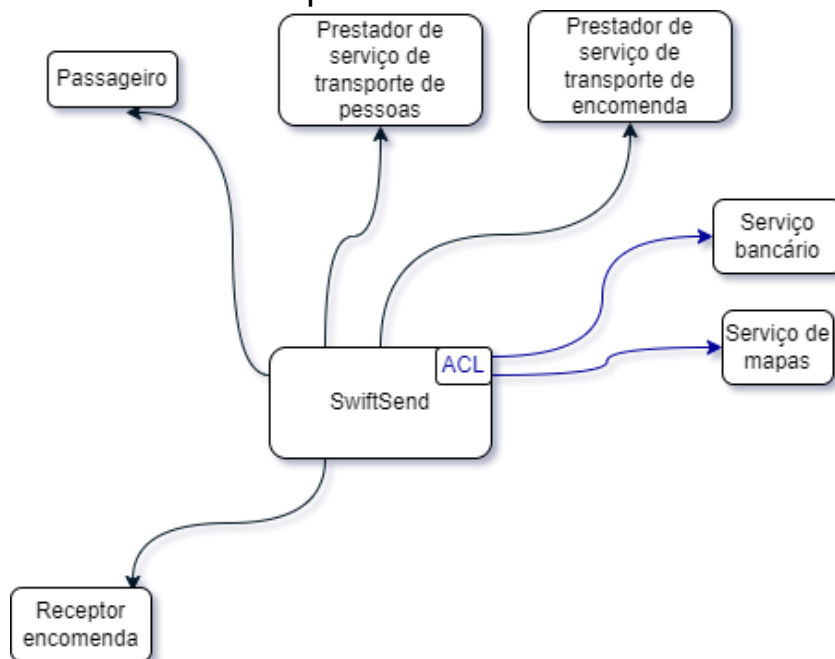 Prestador de
serviço de
transporte de
pessoas
Prestador de
serviço de
transporte de
encomenda
Passageiro
Serviço
bancário
Serviço de
mapas
ACL
SwiftSend
Receptor
encomenda